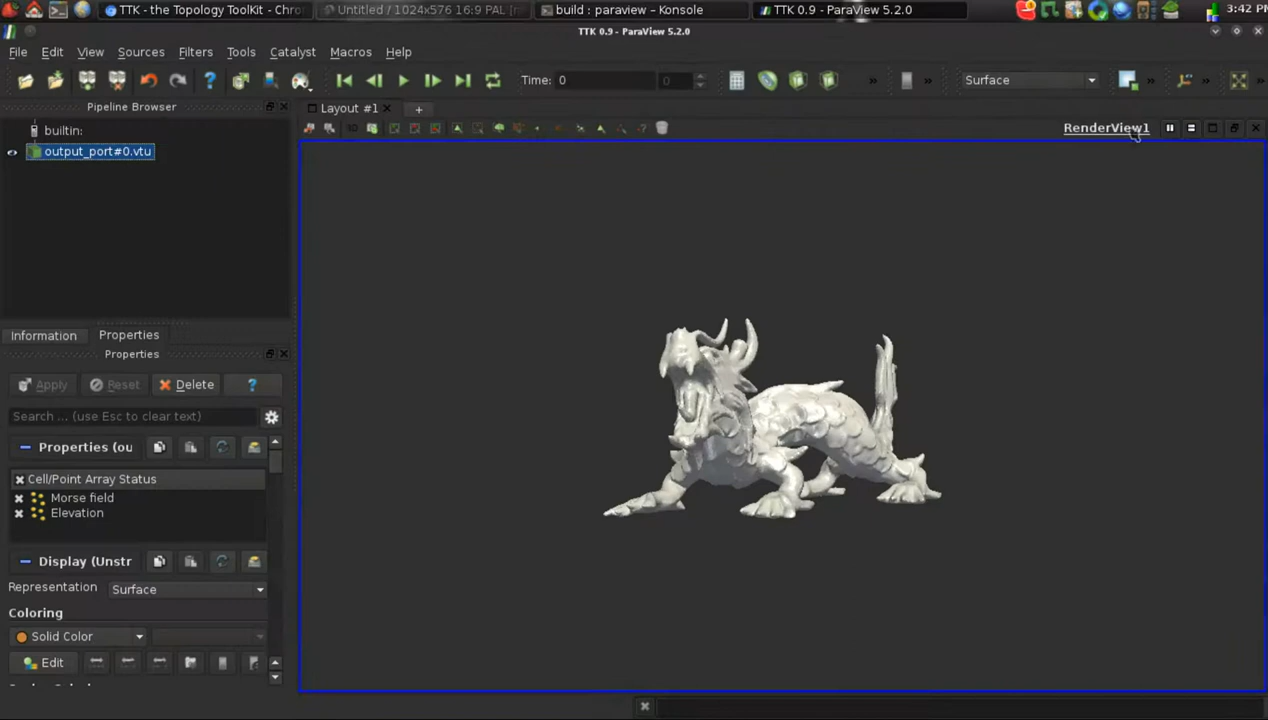 TTK - the Topology ToolKit - Chro
Untitled / 1024x576 16:9 PAL [
build : paraview – Konsole
TTK 0.9 - ParaView 5.2.0
3:42 P
TTK 0.9 - ParaView 5.2.0
File Edit View Sources Filters Tools Catalyst Macros Help
Time: 0 0 Surface
Pipeline Browser
Layout #1
builtin:
3D
RenderView1
output_port#0.vtu
Information Properties
Properties
Apply Reset Delete ?
Search ... (use Esc to clear text)
Properties (ou
Cell/Point Array Status
Morse field
Elevation
Display (Unstr
Representation Surface
Coloring
Solid Color
Edit